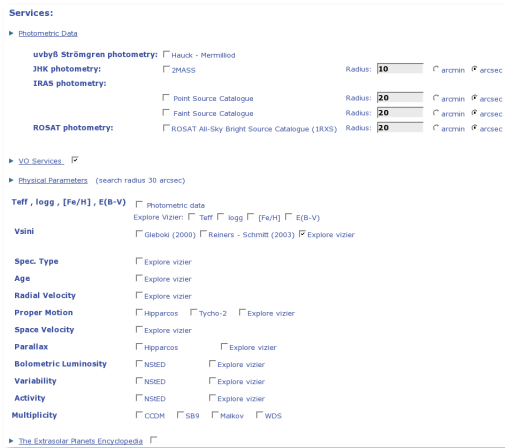 Services:
Photometric Data
uvbyß Strömgren photometry: Hauck - Mermilliod
JHK photometry: 2MASS Radius: 10 arcmin arcsec
IRAS photometry:
Point Source Catalogue Radius: 20 arcmin arcsec
Faint Source Catalogue Radius: 20 arcmin arcsec
ROSAT photometry: ROSAT All-Sky Bright Source Catalogue (1RXS) Radius: 20 arcmin arcsec
VO Services
Physical Parameters (search radius 30 arcsec)
Teff , logg , [Fe/H] , E(B-V) Photometric data
Explore Vizier: Teff logg [Fe/H] E(B-V)
Vsini Gleboki (2000) Reiners - Schmitt (2003) Explore vizier
Spec. Type Explore vizier
Age Explore vizier
Radial Velocity Explore vizier
Proper Motion Hipparcos Tycho-2 Explore vizier
Space Velocity Explore vizier
Parallax Hipparcos Explore vizier
Bolometric Luminosity NStED Explore vizier
Variability NStED Explore vizier
Activity NStED Explore vizier
Multiplicity CCDM SB9 Malkov WDS
The Extrasolar Planets Encyclopedia